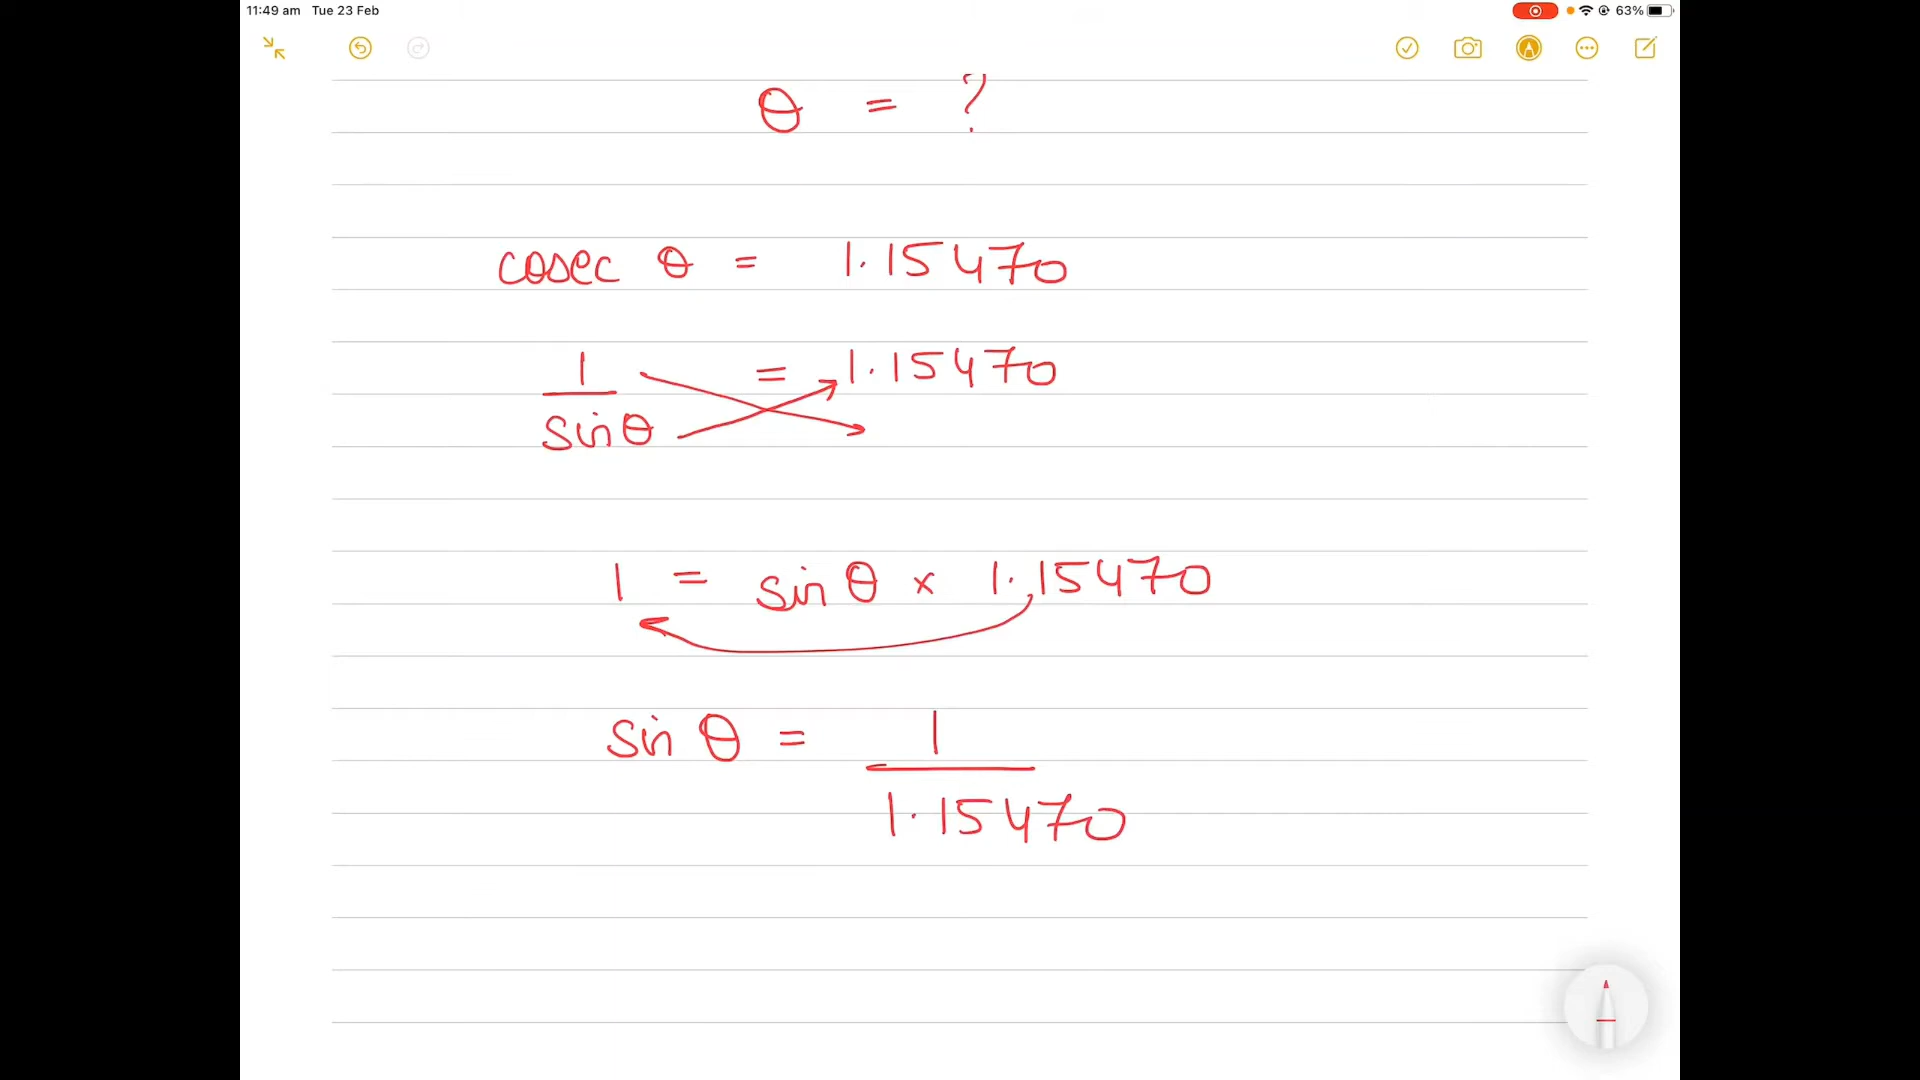 11:49 am Tue 23 Feb 63%
θ = ?
cosec θ = 1.15470
1/sinθ = 1.15470
1 = sin θ × 1.15470
sin θ = 1/1.15470